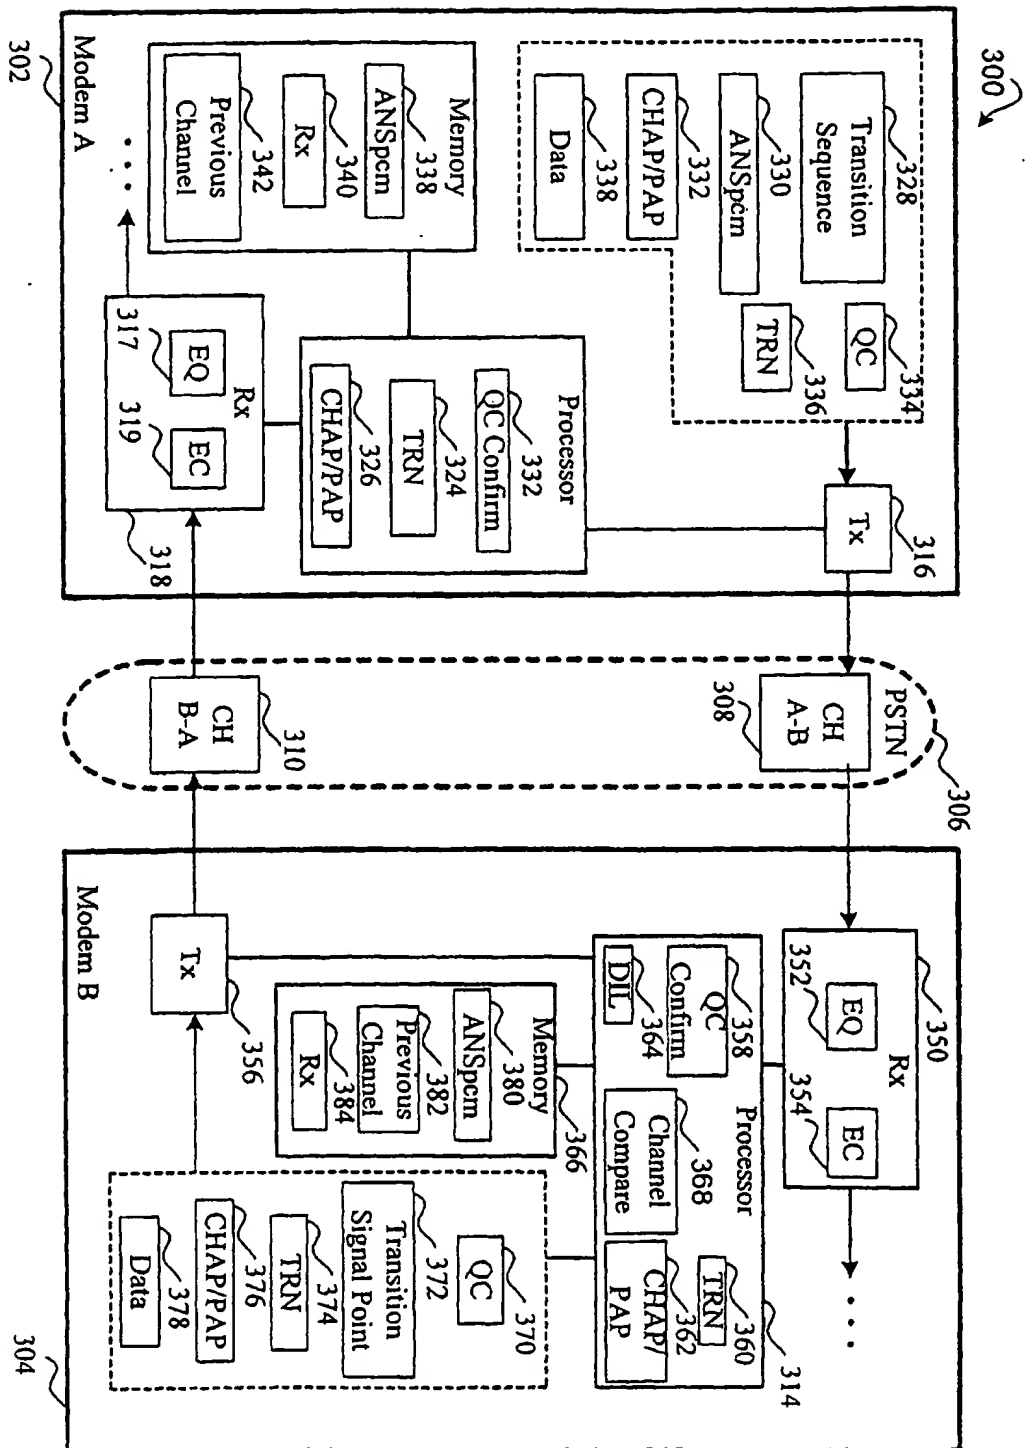 300
302
Modem A
328
Transition
Sequence
330
ANSpcm
332
CHAP/PAP
338
Data
334
QC
336
TRN
316
Tx
Memory
338
ANSpcm
340
Rx
342
Previous
Channel
Processor
332
QC Confirm
324
TRN
326
CHAP/PAP
Rx
317
EQ
319
EC
318
306
PSTN
CH
A-B
308
310
CH
B-A
304
Modem B
350
Rx
352
EQ
354
EC
Processor
314
358
QC
Confirm
364
DIL
368
Channel
Compare
360
TRN
362
CHAP/
PAP
Memory
366
380
ANSpcm
382
Previous
Channel
384
Rx
356
Tx
370
QC
372
Transition
Signal Point
374
TRN
376
CHAP/PAP
378
Data